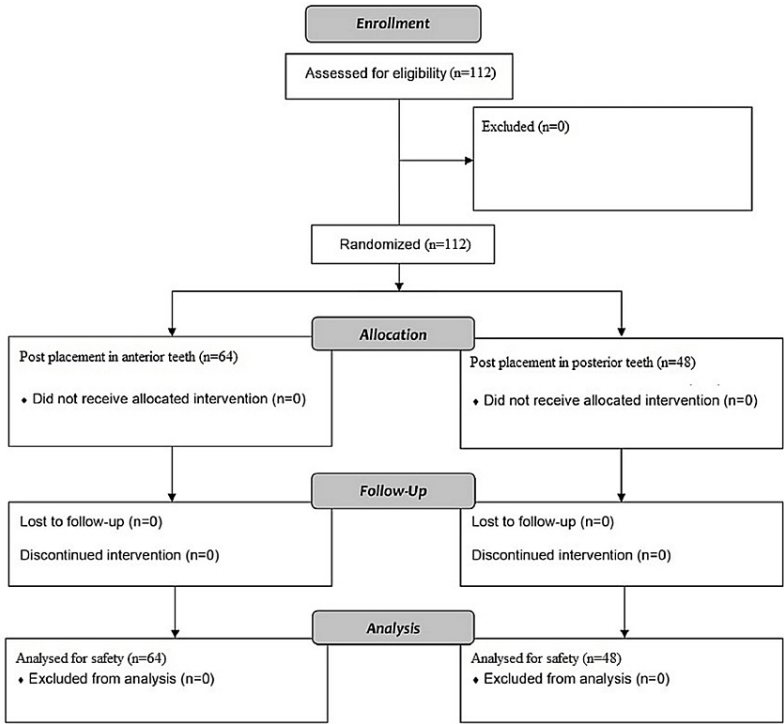 Enrollment
Assessed for eligibility (n=112)
Excluded (n=0)
Randomized (n=112)
Allocation
Post placement in anterior teeth (n=64)
♦ Did not receive allocated intervention (n=0)
Post placement in posterior teeth (n=48)
♦ Did not receive allocated intervention (n=0)
Follow-Up
Lost to follow-up (n=0)
Discontinued intervention (n=0)
Lost to follow-up (n=0)
Discontinued intervention (n=0)
Analysis
Analysed for safety (n=64)
♦ Excluded from analysis (n=0)
Analysed for safety (n=48)
♦ Excluded from analysis (n=0)